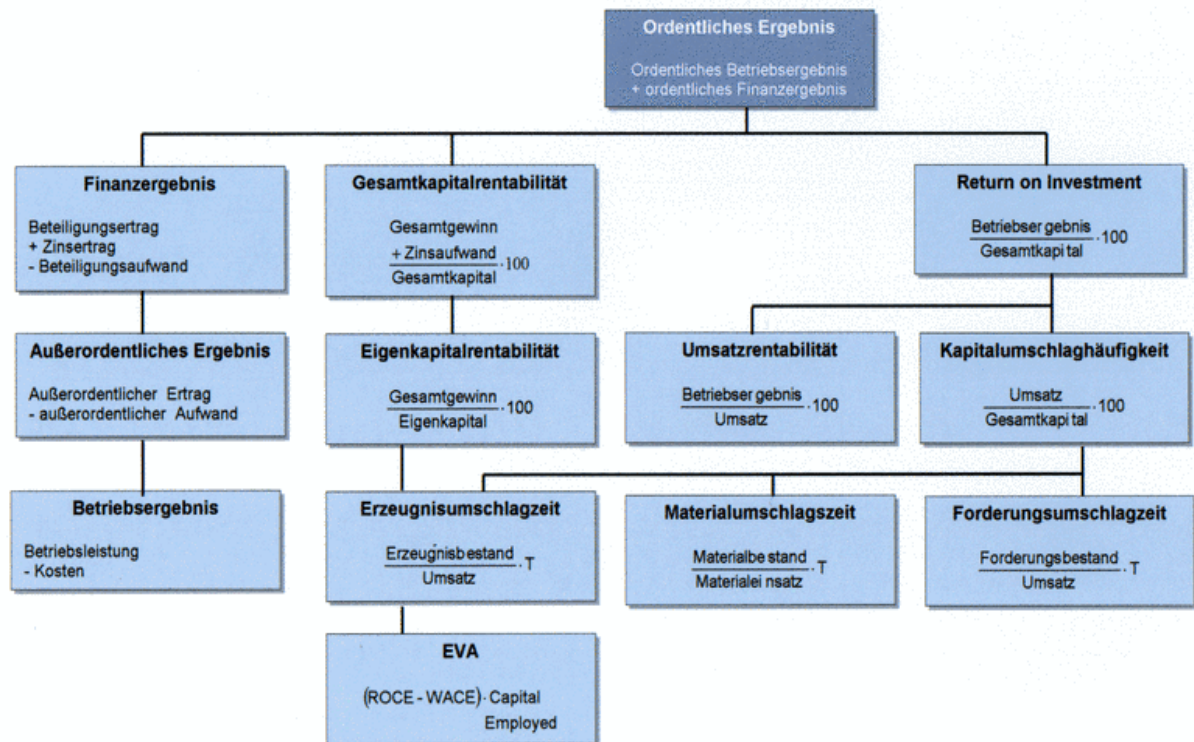 Ordentliches Ergebnis
Ordentliches Betriebsergebnis
+ ordentliches Finanzergebnis
Finanzergebnis
Beteiligungsertrag
+ Zinsertrag
- Beteiligungsaufwand
Gesamtkapitalrentabilität
Gesamtgewinn
+ Zinsaufwand
Gesamtkapital
· 100
Return on Investment
Betriebser gebnis
Gesamtkapi tal
· 100
Außerordentliches Ergebnis
Außerordentlicher Ertrag
- außerordentlicher Aufwand
Eigenkapitalrentabilität
Gesamtgewinn
Eigenkapital
· 100
Umsatzrentabilität
Betriebser gebnis
Umsatz
· 100
Kapitalumschlaghäufigkeit
Umsatz
Gesamtkapi tal
· 100
Betriebsergebnis
Betriebsleistung
- Kosten
Erzeugnisumschlagzeit
Erzeugnisb estand
Umsatz
· T
Materialumschlagszeit
Materialbe stand
Materialei nsatz
· T
Forderungsumschlagzeit
Forderungsbestand
Umsatz
· T
EVA
(ROCE - WACE) · Capital
Employed